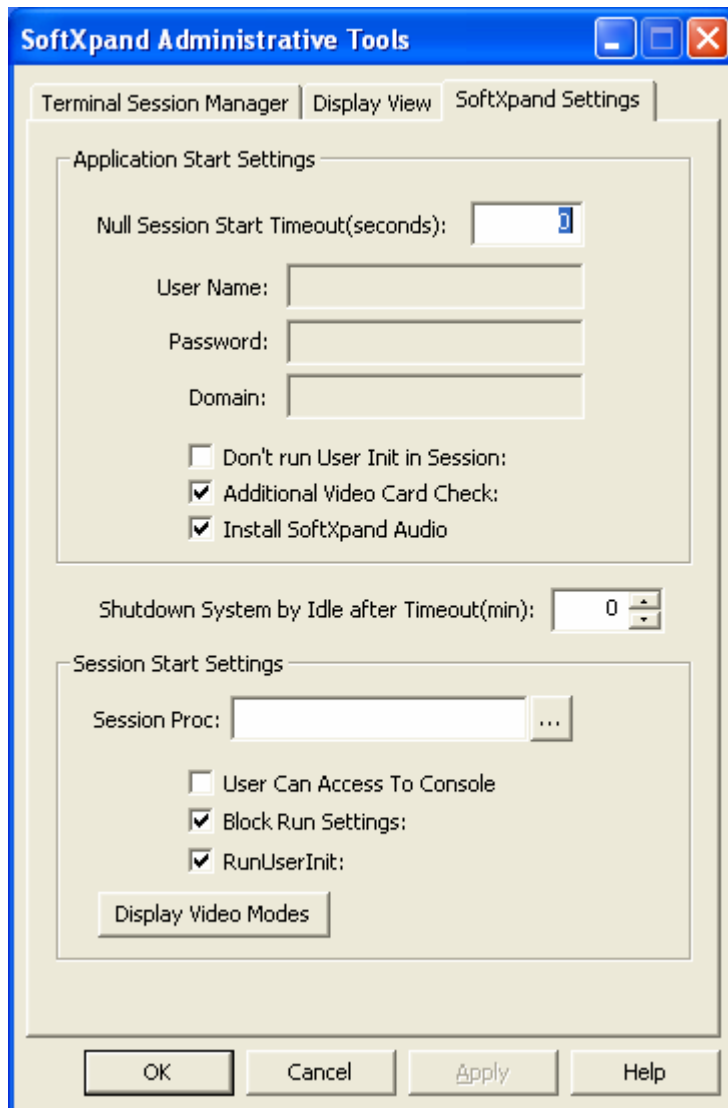 SoftXpand Administrative Tools
Terminal Session Manager
Display View
SoftXpand Settings
Application Start Settings
Null Session Start Timeout(seconds): 0
User Name:
Password:
Domain:
Don't run User Init in Session:
Additional Video Card Check:
Install SoftXpand Audio
Shutdown System by Idle after Timeout(min): 0
Session Start Settings
Session Proc: ...
User Can Access To Console
Block Run Settings:
RunUserInit:
Display Video Modes
OK
Cancel
Apply
Help